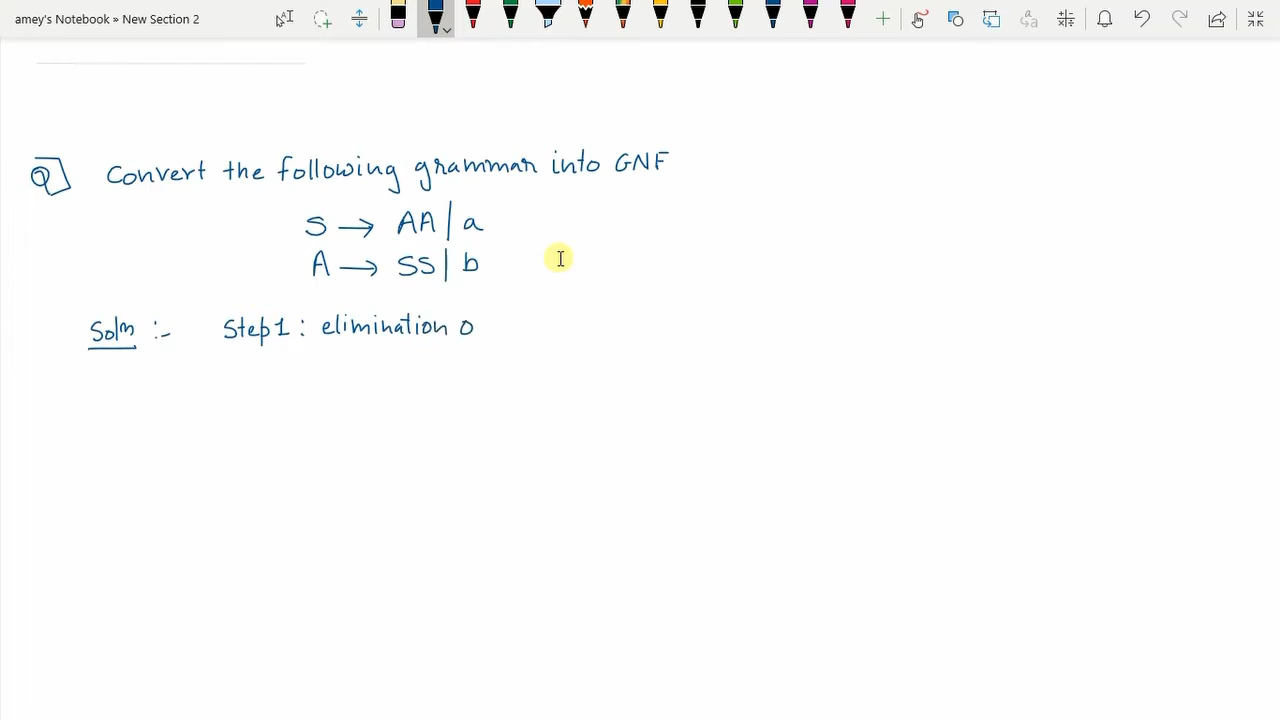 amey's Notebook » New Section 2
Q] Convert the following grammar into GNF
S → AA | a
A → SS | b
Soln :- Step1 : elimination o